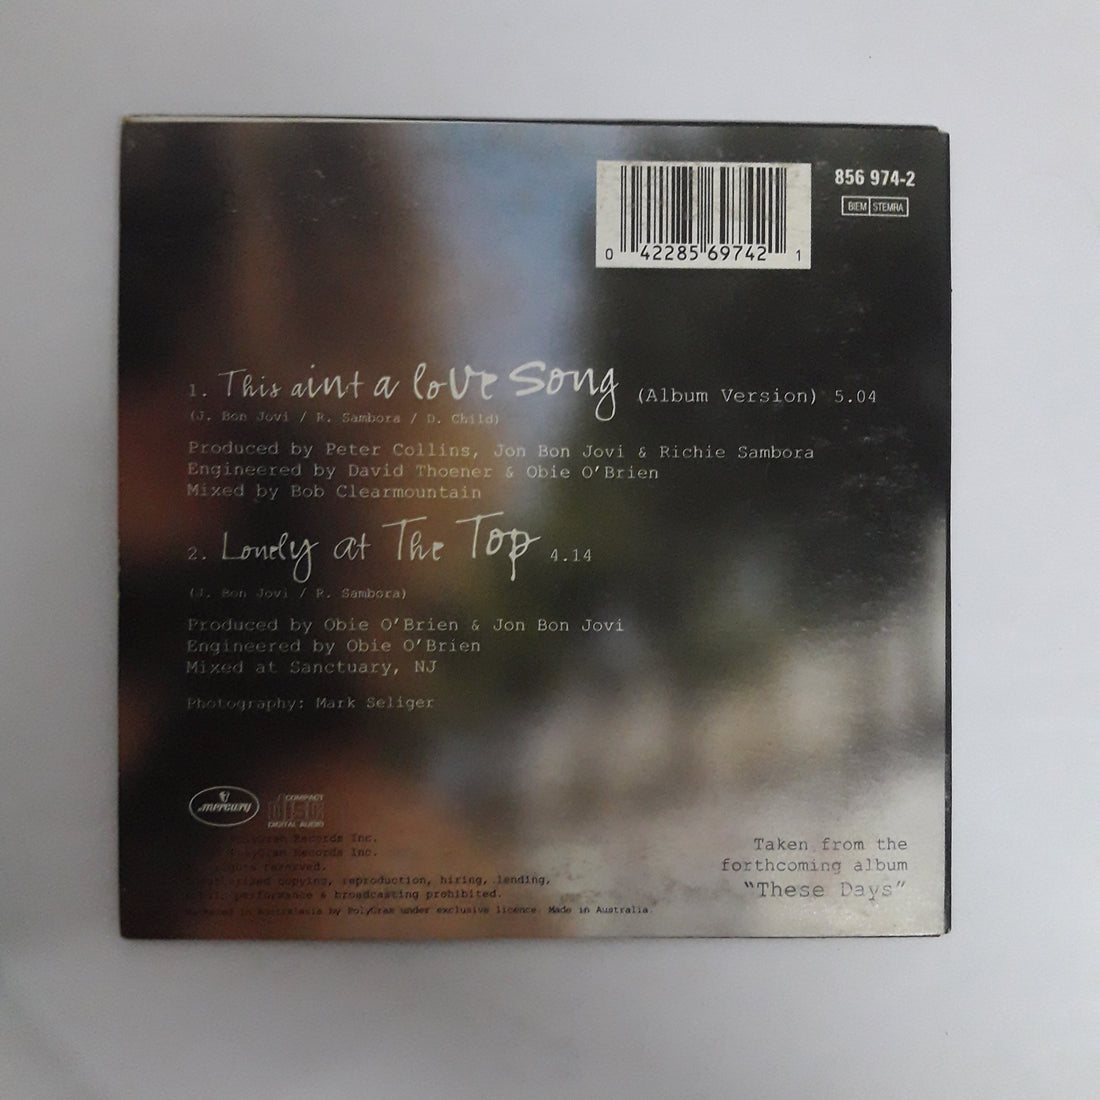 856 974-2
BIEM STEMRA
0 42285 69742 1
1. This aint a love Song (Album Version) 5.04
(J. Bon Jovi / R. Sambora / D. Child)
Produced by Peter Collins, Jon Bon Jovi & Richie Sambora
Engineered by David Thoener & Obie O'Brien
Mixed by Bob Clearmountain
2. Lonely at The Top 4.14
(J. Bon Jovi / R. Sambora)
Produced by Obie O'Brien & Jon Bon Jovi
Engineered by Obie O'Brien
Mixed at Sanctuary, NJ
Photography: Mark Seliger
mercury
COMPACT
disc
DIGITAL AUDIO
PolyGram Records Inc.
PolyGram Records Inc.
reserved.
copying, reproduction, hiring, lending,
performance & broadcasting prohibited.
in Australasia by PolyGram under exclusive licence. Made in Australia.
Taken from the
forthcoming album
"These Days"